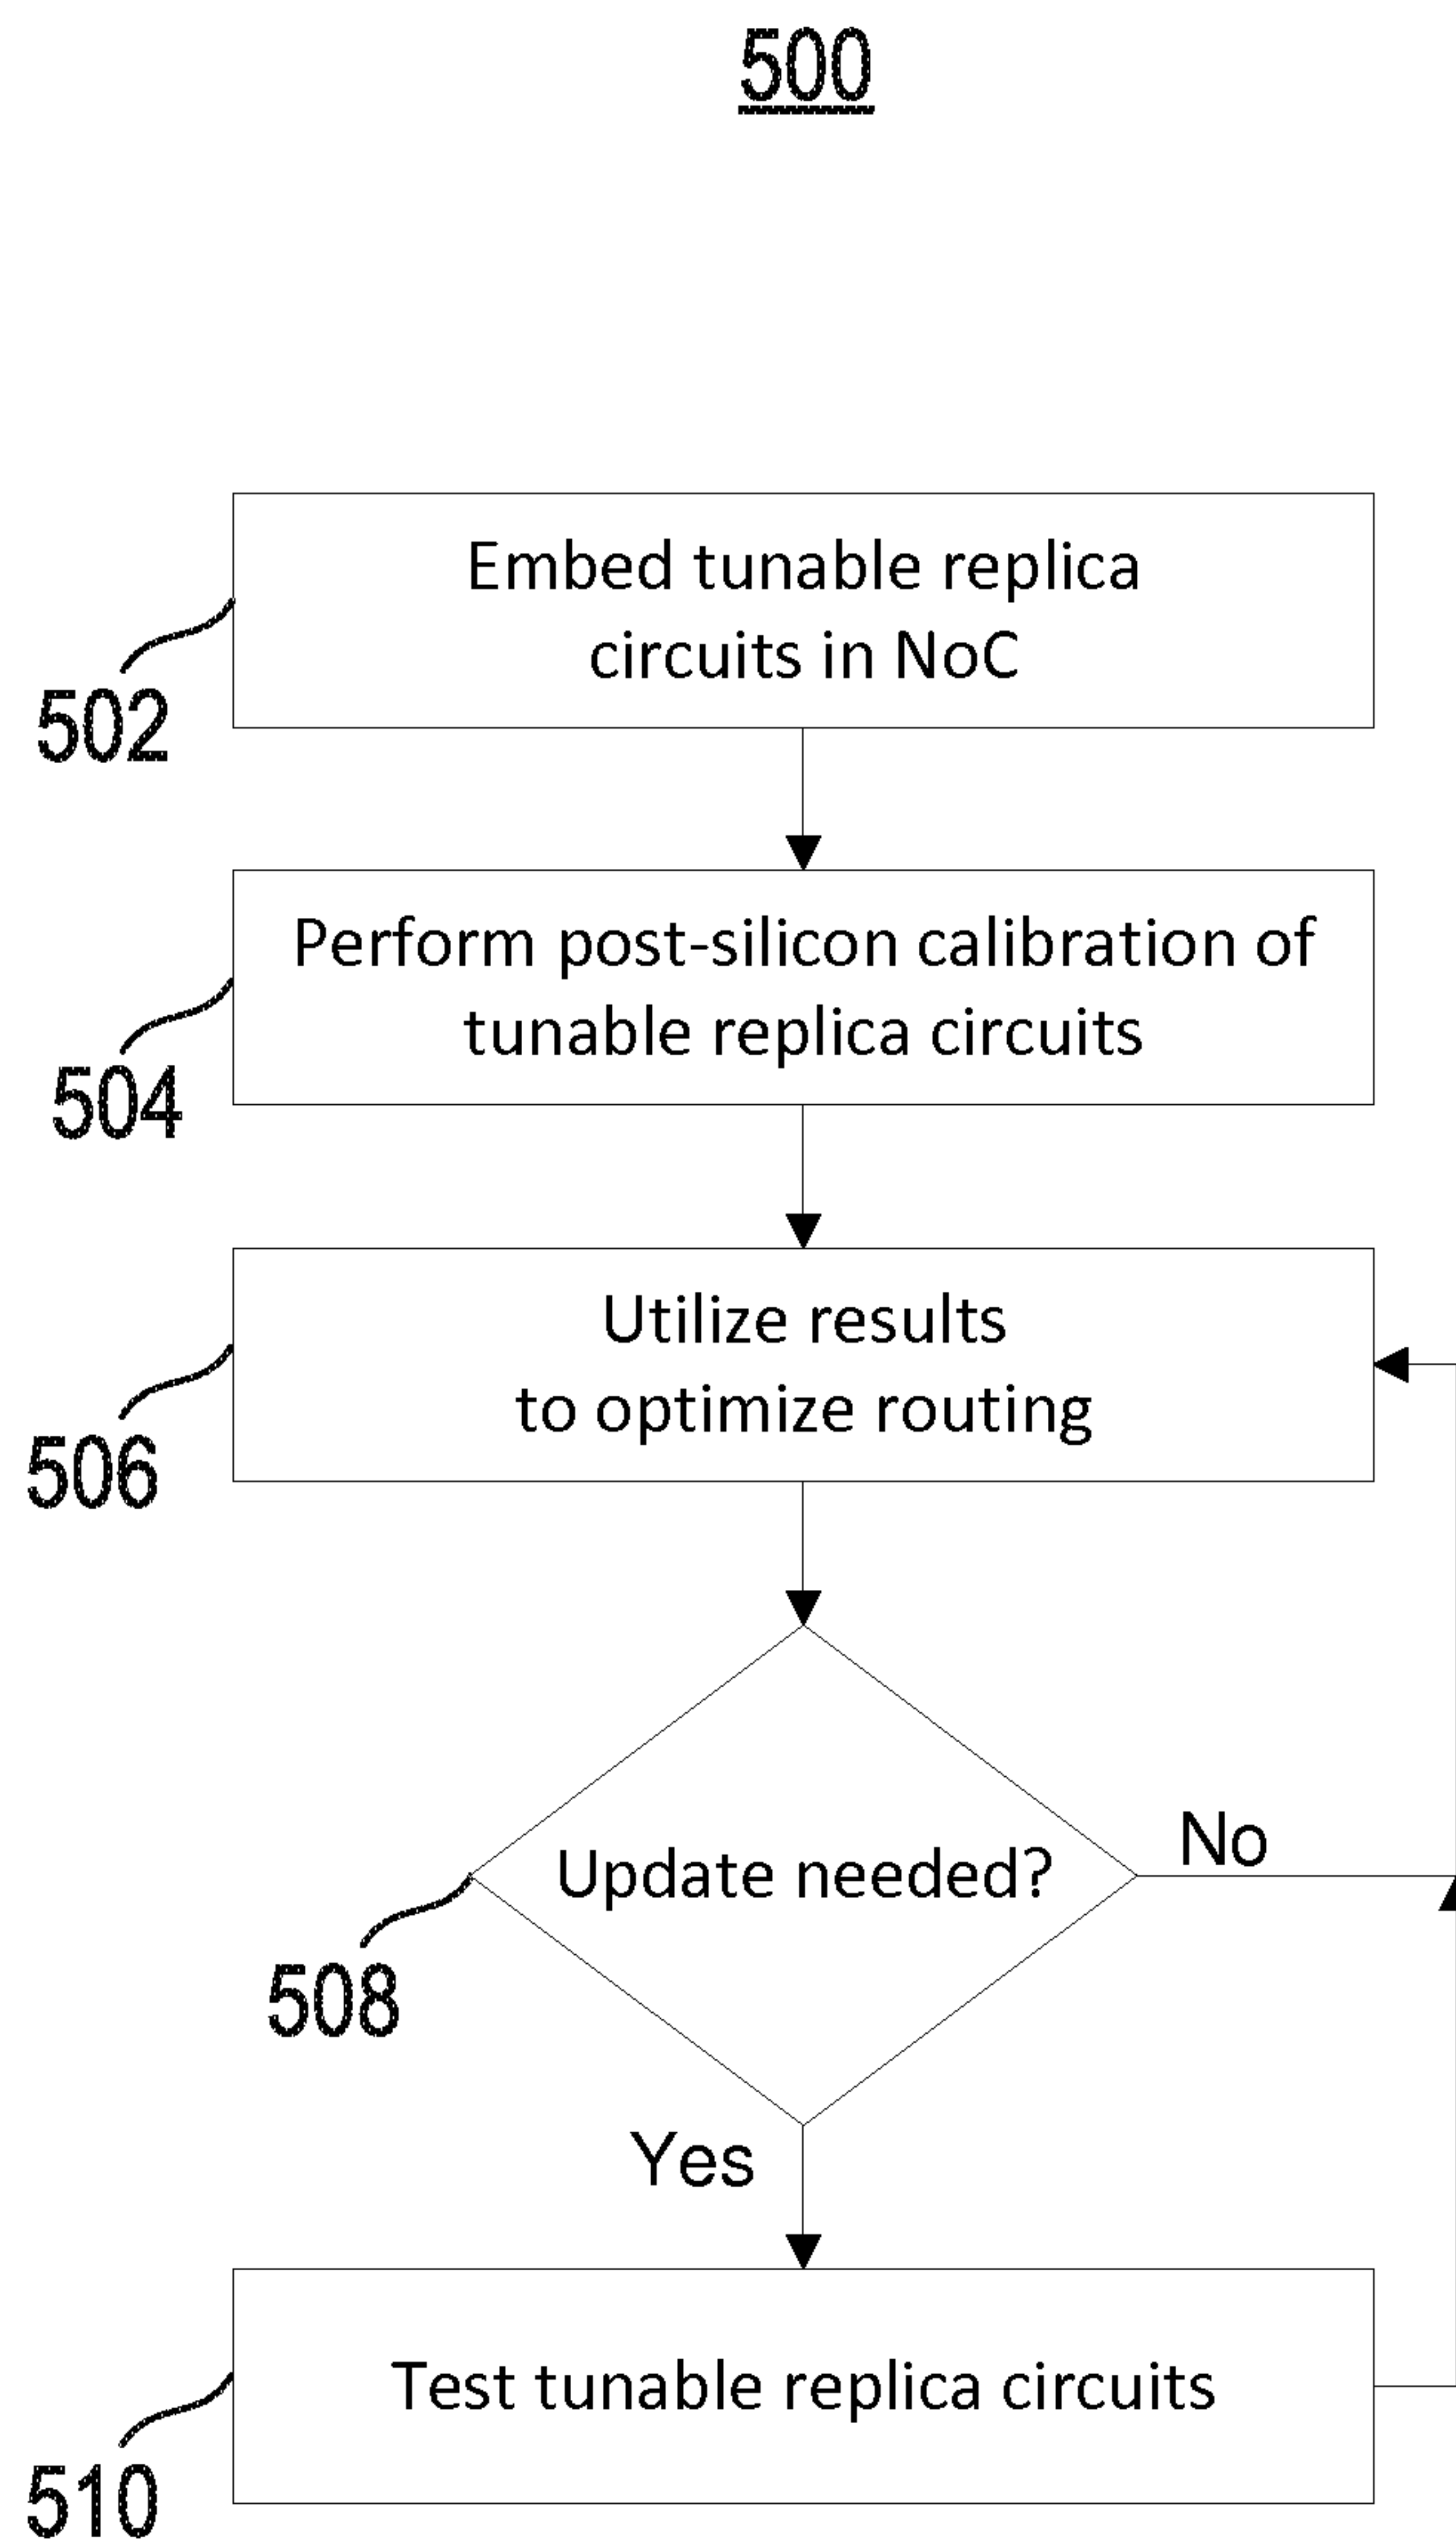 500
Embed tunable replica
circuits in NoC
502
Perform post-silicon calibration of
tunable replica circuits
504
Utilize results
to optimize routing
506
Update needed?
No
508
Yes
Test tunable replica circuits
510